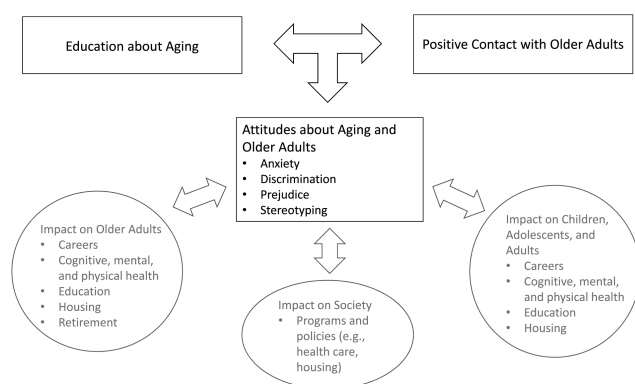 Education about Aging
Positive Contact with Older Adults
Attitudes about Aging and
Older Adults
• Anxiety
• Discrimination
• Prejudice
• Stereotyping
Impact on Older Adults
• Careers
• Cognitive, mental,
and physical health
• Education
• Housing
• Retirement
Impact on Society
• Programs and
policies (e.g.,
health care,
housing)
Impact on Children,
Adolescents, and
Adults
• Careers
• Cognitive, mental,
and physical health
• Education
• Housing